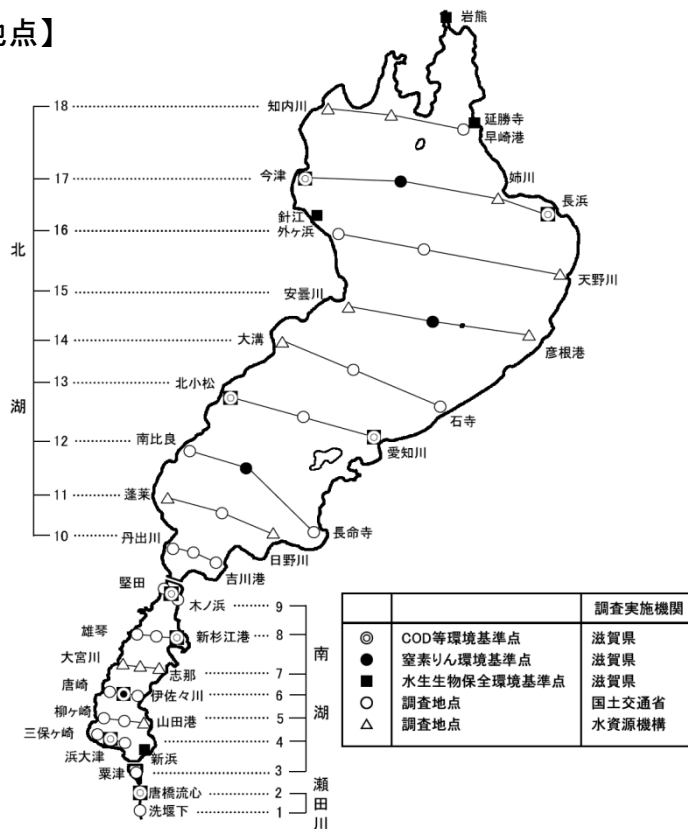 地点】
岩熊
18
知内川
延勝寺
早崎港
17
今津
姉川
長浜
針江
16
外ヶ浜
天野川
15
安曇川
14
大溝
彦根港
13
北小松
石寺
12
南比良
愛知川
11
蓬莱
10
丹出川
日野川
長命寺
吉川港
北湖
堅田
木ノ浜
9
雄琴
新杉江港
8
大宮川
志那
7
唐崎
伊佐々川
6
柳ヶ崎
山田港
5
三保ヶ崎
4
浜大津
新浜
粟津
3
南湖
唐橋流心
2
洗堰下
1
瀬田川
調査実施機関
◎ COD等環境基準点 滋賀県
● 窒素りん環境基準点 滋賀県
■ 水生生物保全環境基準点 滋賀県
○ 調査地点 国土交通省
△ 調査地点 水資源機構